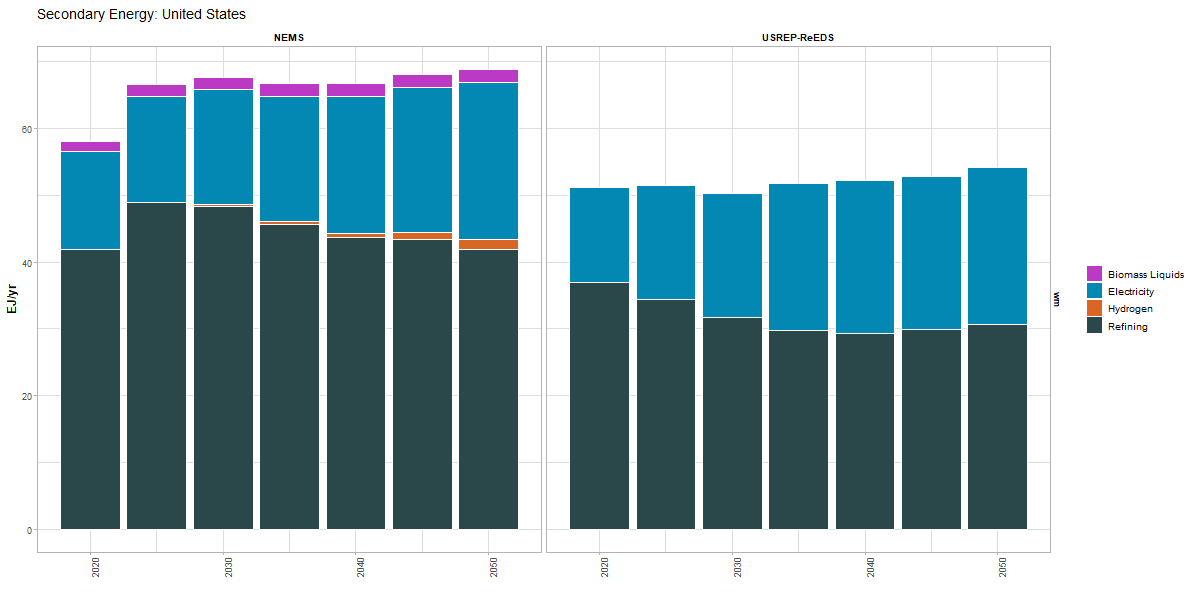 Secondary Energy: United States
NEMS
USREP-ReEDS
EJ/yr
60
40
20
0
2020
2030
2040
2050
2020
2030
2040
2050
wm
Biomass Liquids
Electricity
Hydrogen
Refining